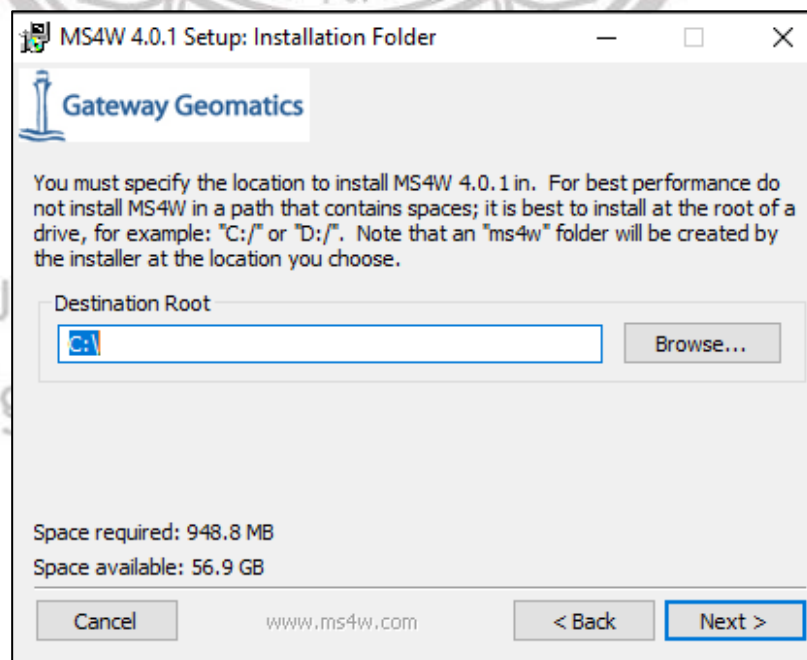 MS4W 4.0.1 Setup: Installation Folder
Gateway Geomatics
You must specify the location to install MS4W 4.0.1 in. For best performance do
not install MS4W in a path that contains spaces; it is best to install at the root of a
drive, for example: "C:/" or "D:/". Note that an "ms4w" folder will be created by
the installer at the location you choose.
Destination Root
C:\
Browse...
Space required: 948.8 MB
Space available: 56.9 GB
Cancel
www.ms4w.com
< Back
Next >